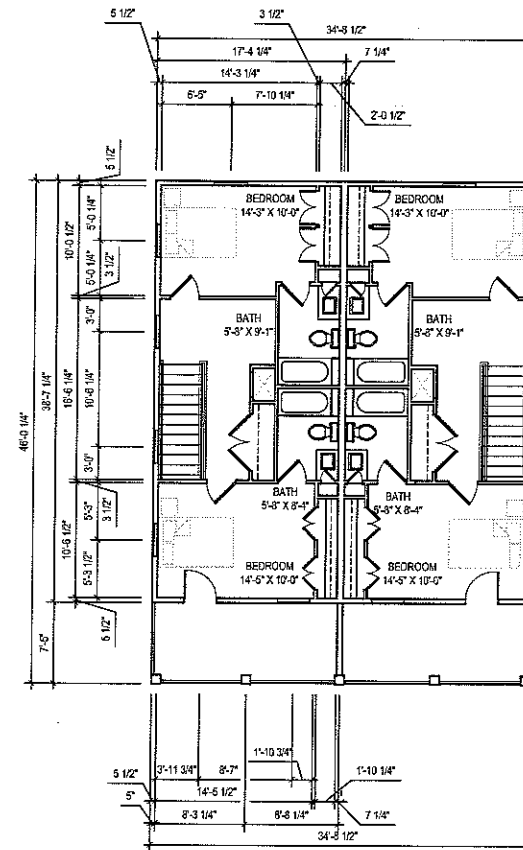 5 1/2"
3 1/2"
34'-8 1/2"
17'-4 1/4"
14'-3 1/4"
7 1/4"
6'-5"
7'-10 1/4"
2'-0 1/2"
5 1/2"
10'-0 1/2"
5'-0 1/4"
5'-0 1/4"
3 1/2"
BEDROOM
14'-3" X 10'-0"
BEDROOM
14'-3" X 10'-0"
3'-0"
BATH
5'-8" X 9'-1"
BATH
5'-8" X 9'-1"
46'-0 1/4"
38'-7 1/4"
16'-6 1/4"
10'-6 1/4"
3'-0"
BATH
5'-8" X 8'-4"
BATH
5'-8" X 8'-4"
5'-3"
3 1/2"
10'-6 1/2"
5'-3 1/2"
BEDROOM
14'-5" X 10'-0"
BEDROOM
14'-5" X 10'-0"
5 1/2"
7'-5"
1'-10 3/4"
5 1/2"
3'-11 3/4"
8'-7"
1'-10 1/4"
14'-5 1/2"
5"
8'-3 1/4"
8'-8 1/4"
7 1/4"
34'-8 1/2"